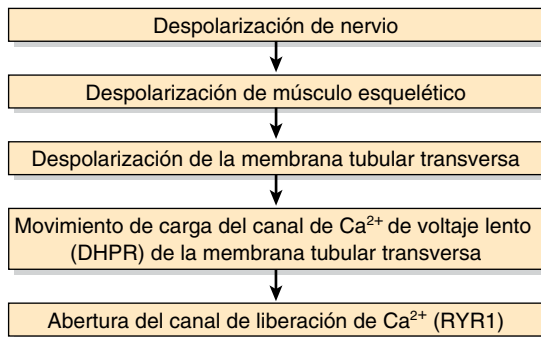 Despolarización de nervio
Despolarización de músculo esquelético
Despolarización de la membrana tubular transversa
Movimiento de carga del canal de Ca²⁺ de voltaje lento
(DHPR) de la membrana tubular transversa
Abertura del canal de liberación de Ca²⁺ (RYR1)